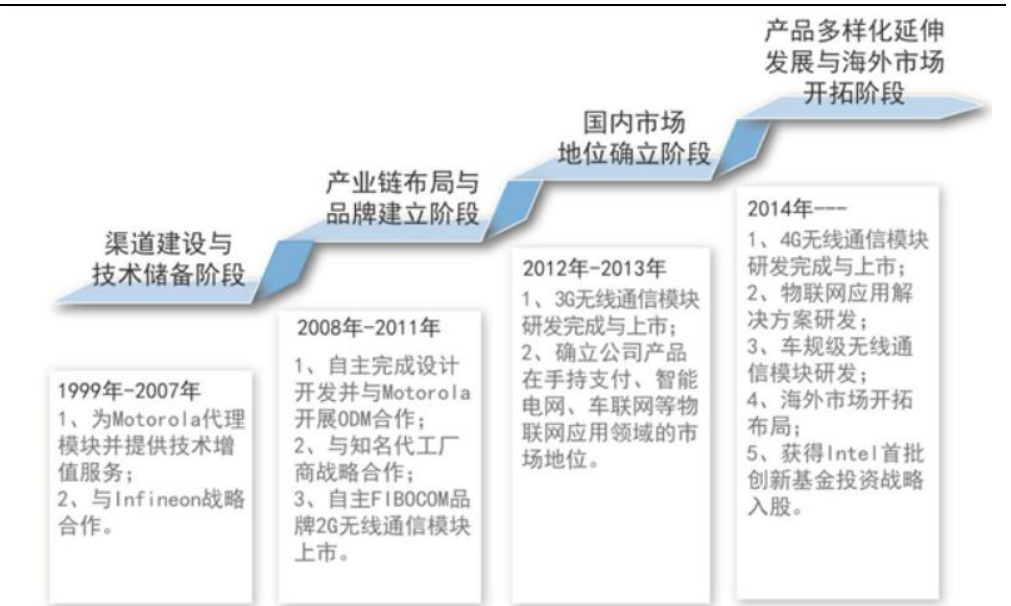 渠道建设与
技术储备阶段
1999年-2007年
1、为Motorola代理
模块并提供技术增
值服务；
2、与Infineon战略
合作。
产业链布局与
品牌建立阶段
2008年-2011年
1、自主完成设计
开发并与Motorola
开展ODM合作；
2、与知名代工厂
商战略合作；
3、自主FIBOCOM品
牌2G无线通信模块
上市。
国内市场
地位确立阶段
2012年-2013年
1、3G无线通信模块
研发完成与上市；
2、确立公司产品
在手持支付、智能
电网、车联网等物
联网应用领域的市
场地位。
产品多样化延伸
发展与海外市场
开拓阶段
2014年---
1、4G无线通信模块
研发完成与上市；
2、物联网应用解
决方案研发；
3、车规级无线通
信模块研发；
4、海外市场开拓
布局；
5、获得Intel首批
创新基金投资战略
入股。